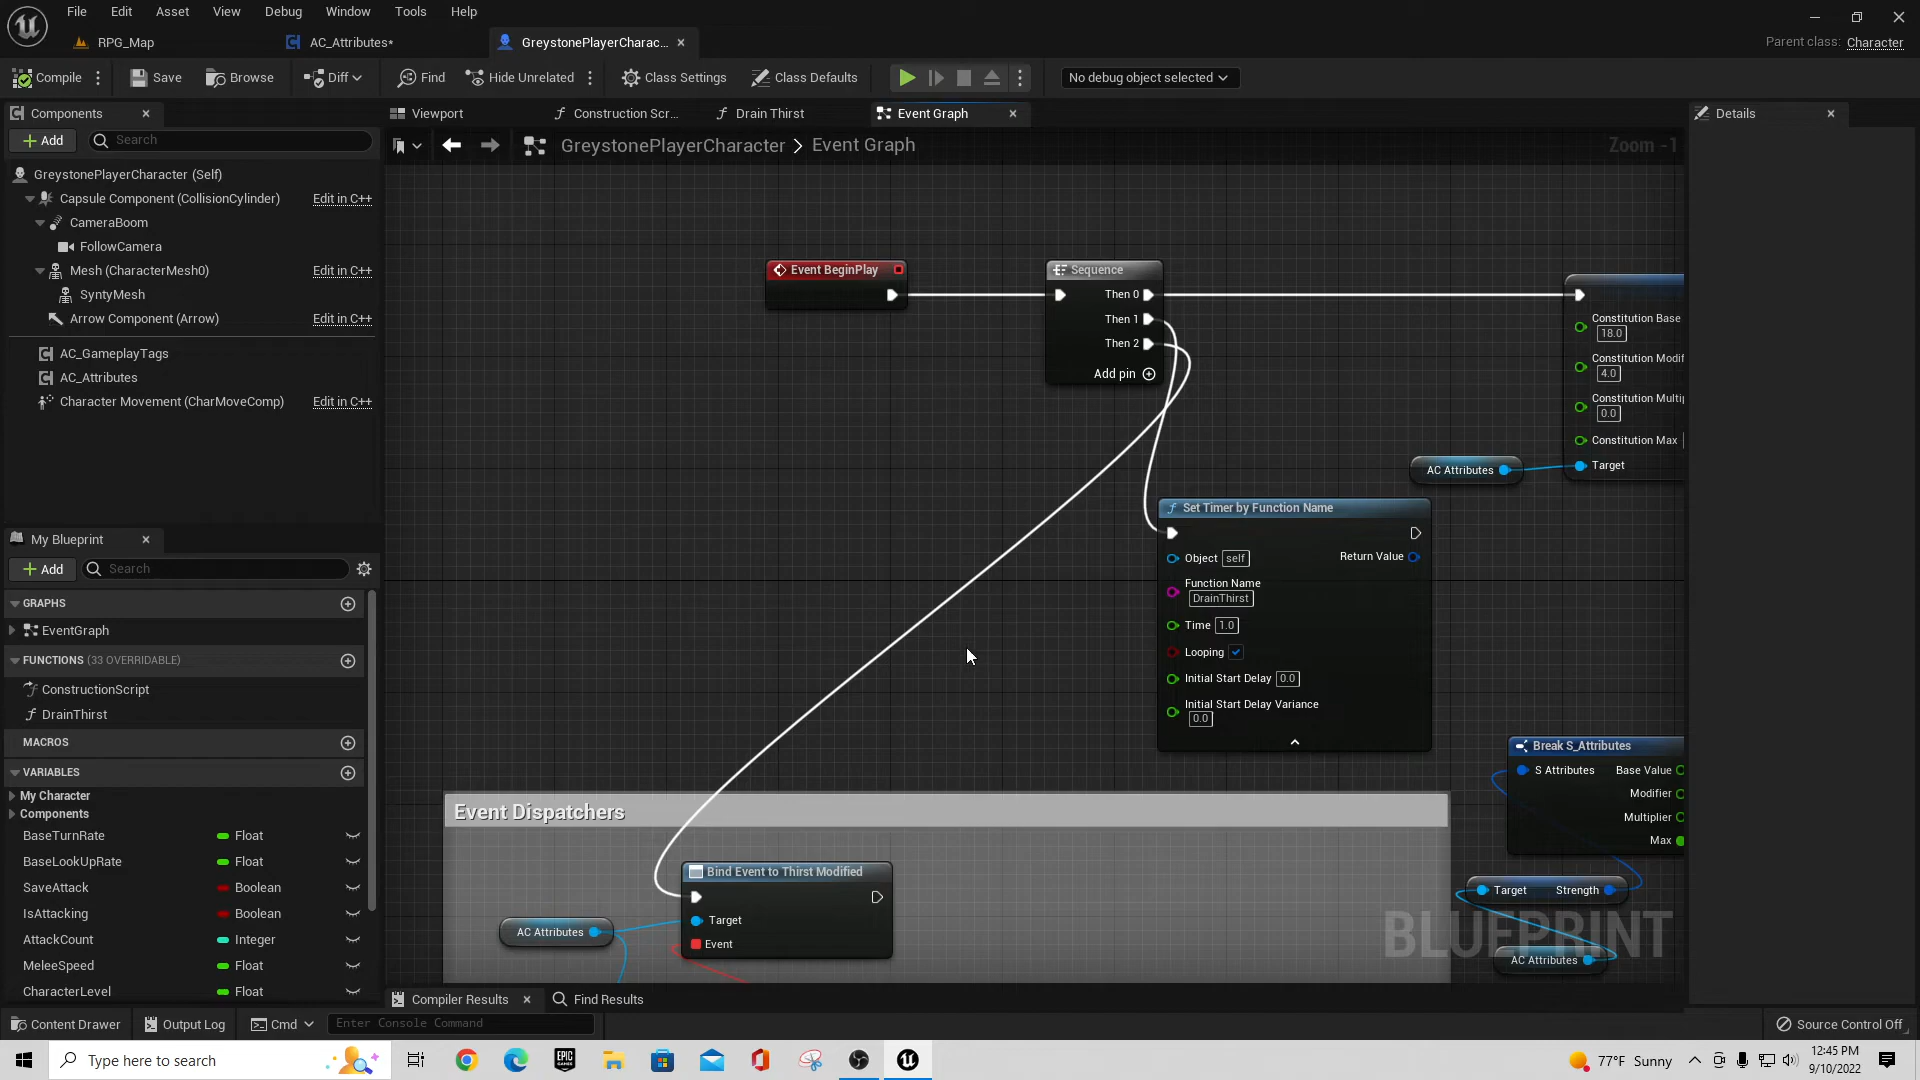 File Edit Asset View Debug Window Tools Help
RPG_Map AC_Attributes* GreystonePlayerCharac...
Parent class: Character
Compile Save Browse Diff Find Hide Unrelated Class Settings Class Defaults No debug object selected
Components
Add Search
GreystonePlayerCharacter (Self)
Capsule Component (CollisionCylinder) Edit in C++
CameraBoom
FollowCamera
Mesh (CharacterMesh0) Edit in C++
SyntyMesh
Arrow Component (Arrow) Edit in C++
AC_GameplayTags
AC_Attributes
Character Movement (CharMoveComp) Edit in C++
My Blueprint
Add Search
GRAPHS
EventGraph
FUNCTIONS (33 OVERRIDABLE)
ConstructionScript
DrainThirst
MACROS
VARIABLES
My Character
Components
BaseTurnRate Float
BaseLookUpRate Float
SaveAttack Boolean
IsAttacking Boolean
AttackCount Integer
MeleeSpeed Float
CharacterLevel Float
Viewport Construction Scr... Drain Thirst Event Graph
GreystonePlayerCharacter > Event Graph
Zoom -1
Event BeginPlay
Sequence
Then 0
Then 1
Then 2
Add pin
Constitution Base
18.0
Constitution Modif
4.0
Constitution Multip
0.0
Constitution Max
Target
AC Attributes
Set Timer by Function Name
Object self Return Value
Function Name
DrainThirst
Time 1.0
Looping
Initial Start Delay 0.0
Initial Start Delay Variance
0.0
Break S_Attributes
S Attributes Base Value
Modifier
Multiplier
Max
Target Strength
AC Attributes
Event Dispatchers
Bind Event to Thirst Modified
Target
Event
AC Attributes
BLUEPRINT
Details
Compiler Results Find Results
Content Drawer Output Log Cmd Enter Console Command Source Control Off
Type here to search
EPIC
GAMES
77°F Sunny
12:45 PM
9/10/2022